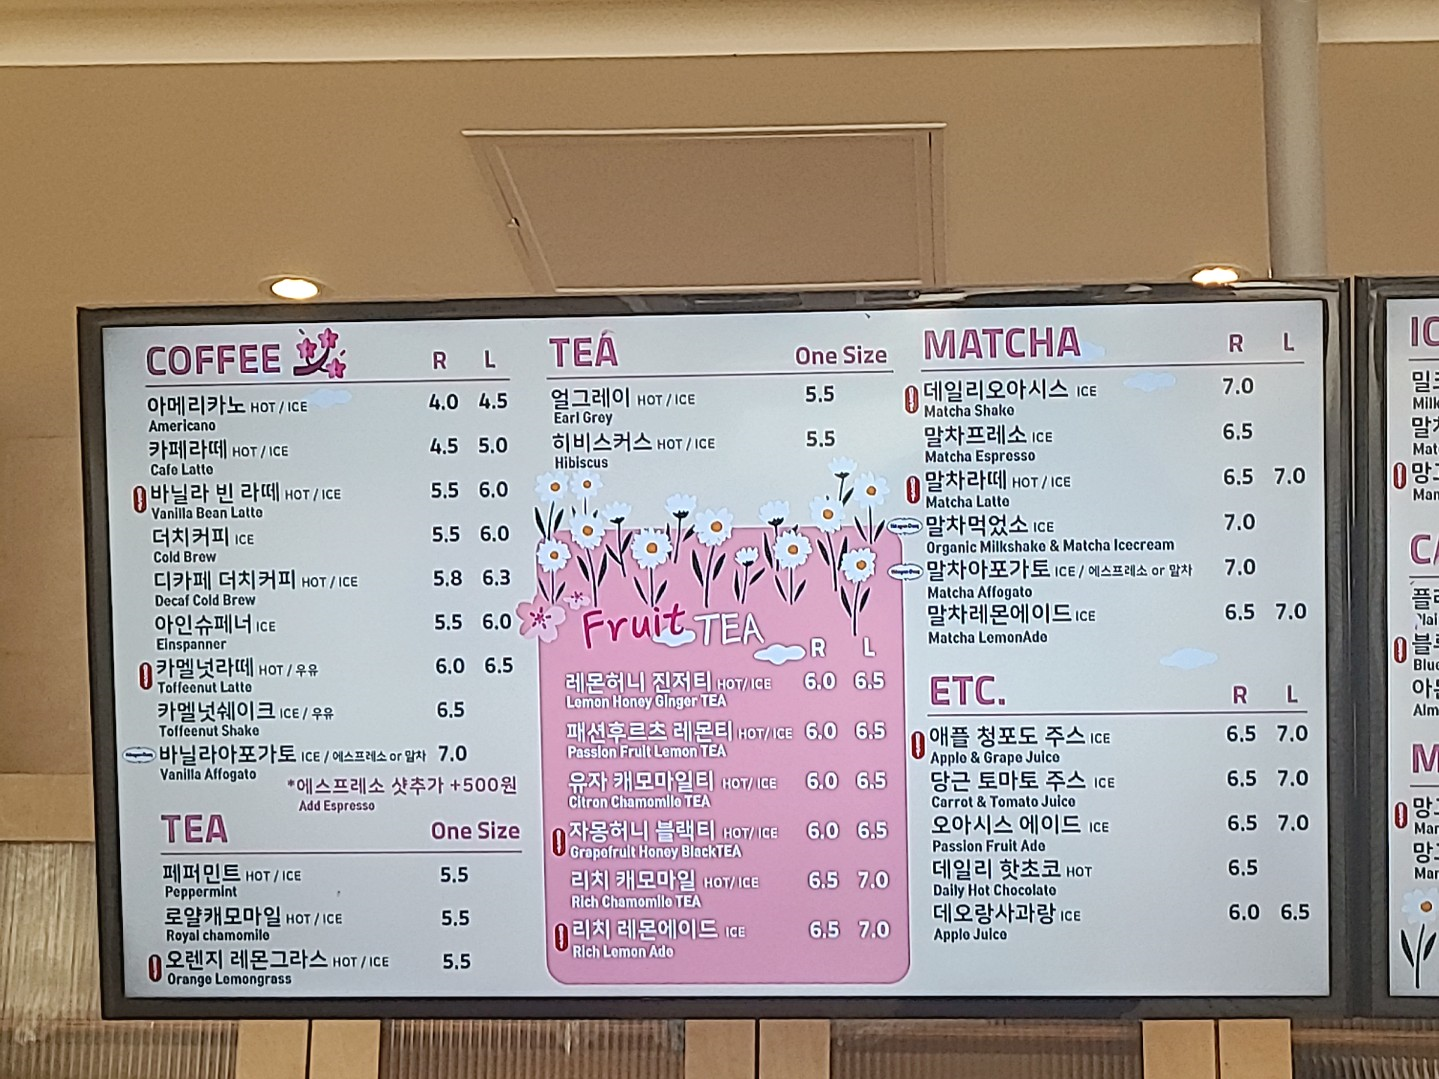 COFFEE R L
아메리카노 HOT / ICE 4.0 4.5
Americano
카페라떼 HOT / ICE 4.5 5.0
Cafe Latte
바닐라 빈 라떼 HOT / ICE 5.5 6.0
Vanilla Bean Latte
더치커피 ICE 5.5 6.0
Cold Brew
디카페 더치커피 HOT / ICE 5.8 6.3
Decaf Cold Brew
아인슈페너 ICE 5.5 6.0
Einspanner
카멜넛라떼 HOT / 우유 6.0 6.5
Toffeenut Latte
카멜넛쉐이크 ICE / 우유 6.5
Toffeenut Shake
바닐라아포가토 ICE / 에스프레소 or 말차 7.0
Vanilla Affogato
*에스프레소 샷추가 +500원
Add Espresso
TEA One Size
페퍼민트 HOT / ICE 5.5
Peppermint
로얄캐모마일 HOT / ICE 5.5
Royal chamomile
오렌지 레몬그라스 HOT / ICE 5.5
Orange Lemongrass
TEA One Size
얼그레이 HOT / ICE 5.5
Earl Grey
히비스커스 HOT / ICE 5.5
Hibiscus
Fruit TEA
R L
레몬허니 진저티 HOT/ ICE 6.0 6.5
Lemon Honey Ginger TEA
패션후르츠 레몬티 HOT/ ICE 6.0 6.5
Passion Fruit Lemon TEA
유자 캐모마일티 HOT/ ICE 6.0 6.5
Citron Chamomile TEA
자몽허니 블랙티 HOT/ ICE 6.0 6.5
Grapefruit Honey BlackTEA
리치 캐모마일 HOT/ ICE 6.5 7.0
Rich Chamomile TEA
리치 레몬에이드 ICE 6.5 7.0
Rich Lemon Ade
MATCHA R L
데일리오아시스 ICE 7.0
Matcha Shake
말차프레소 ICE 6.5
Matcha Espresso
말차라떼 HOT / ICE 6.5 7.0
Matcha Latte
말차먹었소 ICE 7.0
Organic Milkshake & Matcha Icecream
말차아포가토 ICE / 에스프레소 or 말차 7.0
Matcha Affogato
말차레몬에이드 ICE 6.5 7.0
Matcha LemonAde
ETC. R L
애플 청포도 주스 ICE 6.5 7.0
Apple & Grape Juice
당근 토마토 주스 ICE 6.5 7.0
Carrot & Tomato Juice
오아시스 에이드 ICE 6.5 7.0
Passion Fruit Ade
데일리 핫초코 HOT 6.5
Daily Hot Chocolate
데오랑사과랑 ICE 6.0 6.5
Apple Juice